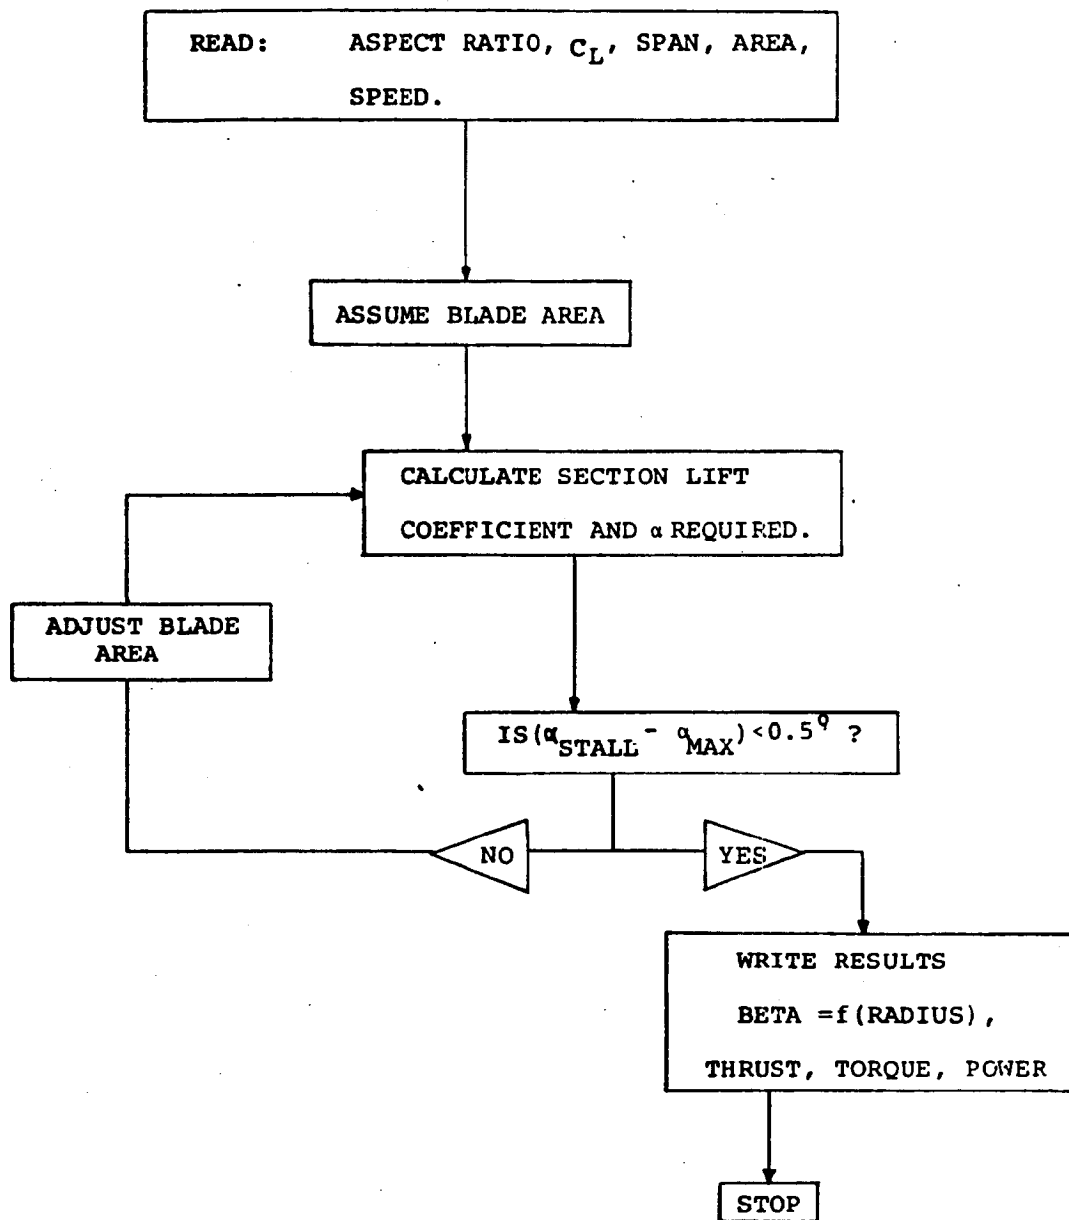 READ: ASPECT RATIO, C_L, SPAN, AREA,
SPEED.
ASSUME BLADE AREA
CALCULATE SECTION LIFT
COEFFICIENT AND α REQUIRED.
ADJUST BLADE
AREA
IS(α_STALL - α_MAX)<0.5° ?
NO
YES
WRITE RESULTS
BETA =f(RADIUS),
THRUST, TORQUE, POWER
STOP